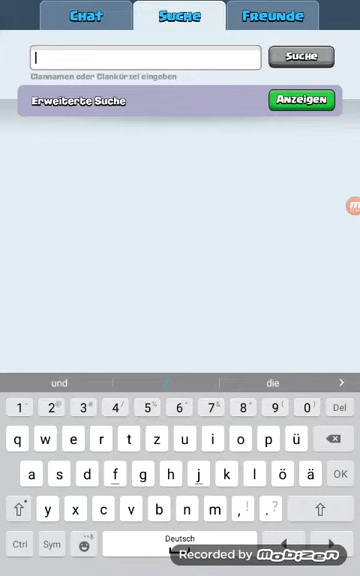 Chat Suche Freunde
Suche
Clannamen oder Clankürzel eingeben
Erweiterte Suche Anzeigen
und die
1 2 @ 3 # 4 / 5 % 6 7 & 8 * 9 ( 0 ) Del
q w e r t z u i o p ü
a s d f g h j k l ö ä OK
y x c v b n m , ! . ?
Ctrl Sym Deutsch
Recorded by mobizen